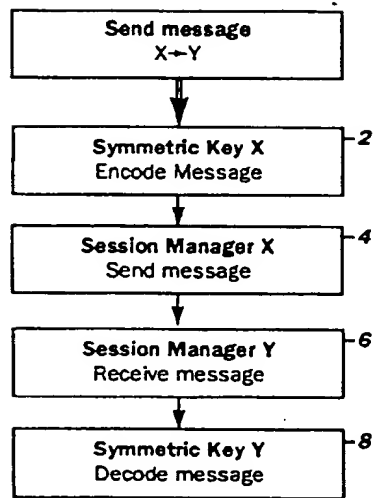 Send message
X→Y
Symmetric Key X
Encode Message
2
Session Manager X
Send message
4
Session Manager Y
Receive message
6
Symmetric Key Y
Decode message
8